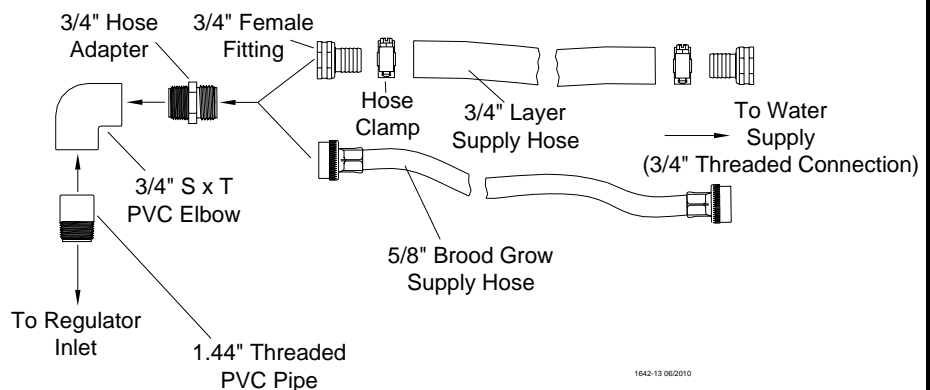 3/4" Hose
Adapter
3/4" Female
Fitting
Hose
Clamp
3/4" Layer
Supply Hose
To Water
Supply
(3/4" Threaded Connection)
3/4" S x T
PVC Elbow
5/8" Brood Grow
Supply Hose
To Regulator
Inlet
1.44" Threaded
PVC Pipe
1642-13 06/2010